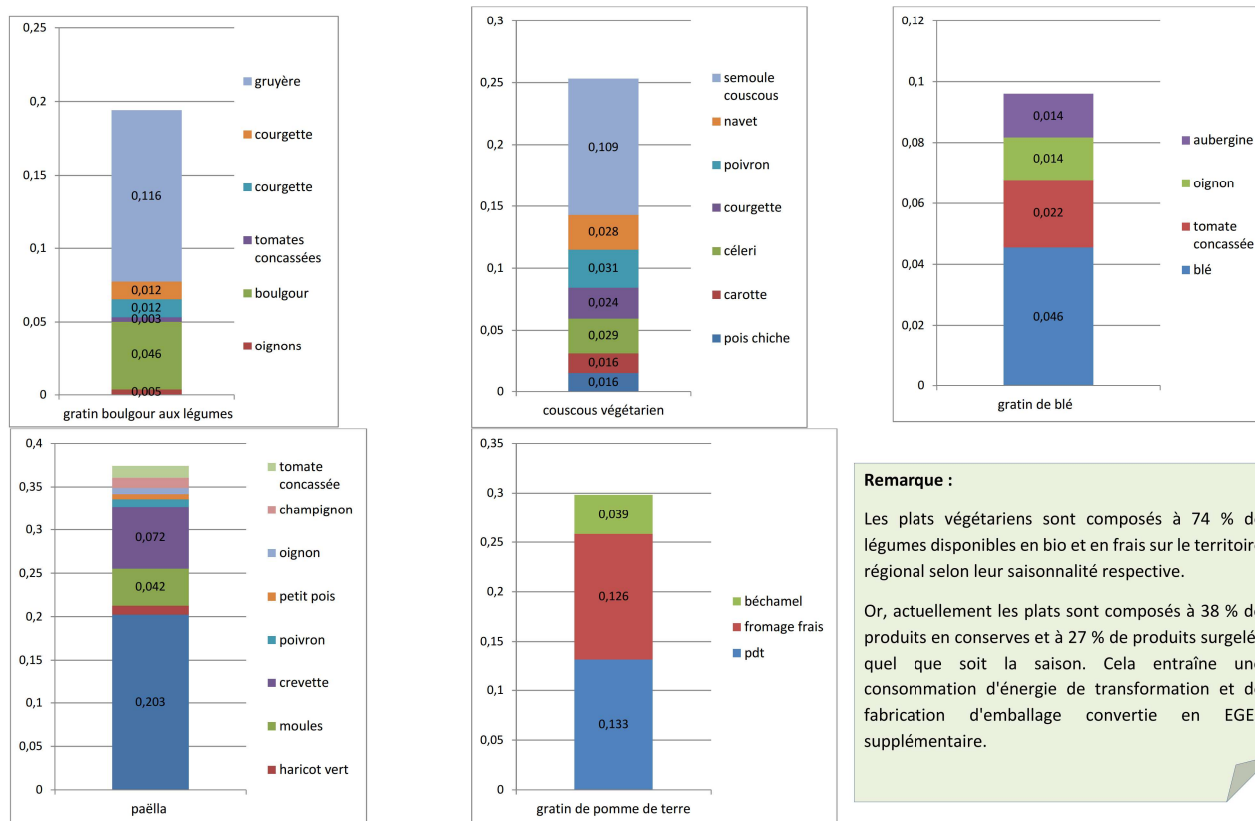 0,25
0,2
0,15
0,1
0,05
0
0,116
0,012
0,012
0,003
0,046
0,005
gruyère
courgette
courgette
tomates
concassées
boulgour
oignons
gratin boulgour aux légumes
0,3
0,25
0,2
0,15
0,1
0,05
0
0,109
0,028
0,031
0,024
0,029
0,016
0,016
semoule
couscous
navet
poivron
courgette
céleri
carotte
pois chiche
couscous végétarien
0,12
0,1
0,08
0,06
0,04
0,02
0
0,014
0,014
0,022
0,046
aubergine
oignon
tomate
concassée
blé
gratin de blé
0,4
0,35
0,3
0,25
0,2
0,15
0,1
0,05
0
0,072
0,042
0,203
tomate
concassée
champignon
oignon
petit pois
poivron
crevette
moules
haricot vert
paëlla
0,35
0,3
0,25
0,2
0,15
0,1
0,05
0
0,039
0,126
0,133
béchamel
fromage frais
pdt
gratin de pomme de terre
Remarque :
Les plats végétariens sont composés à 74 % d
légumes disponibles en bio et en frais sur le territoir
régional selon leur saisonnalité respective.
Or, actuellement les plats sont composés à 38 % d
produits en conserves et à 27 % de produits surgelé
quel que soit la saison. Cela entraîne un
consommation d'énergie de transformation et d
fabrication d'emballage convertie en EGE
supplémentaire.